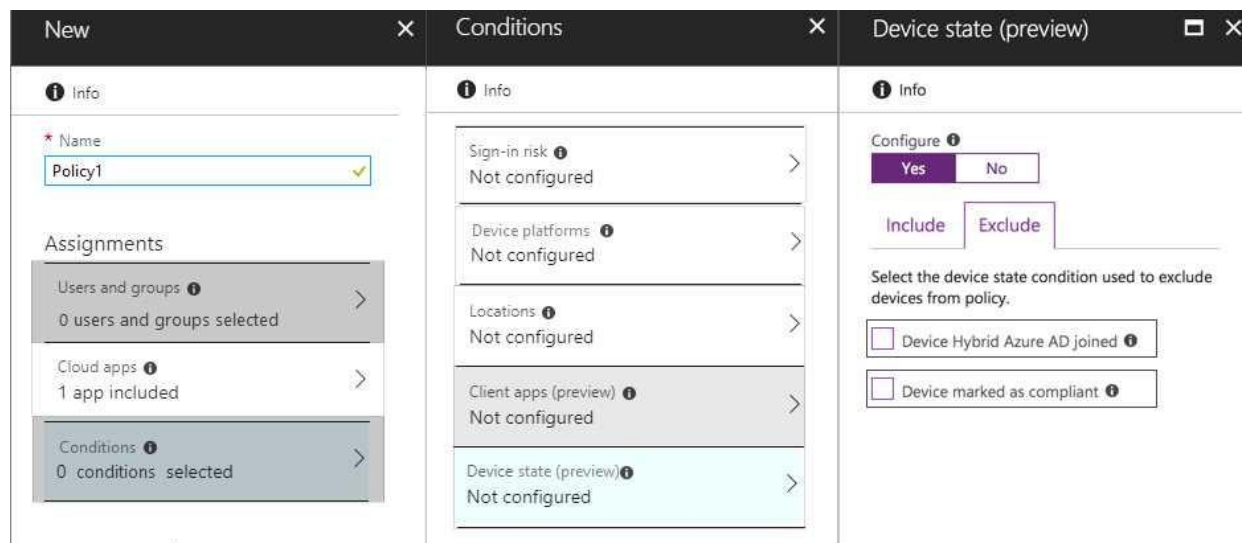 New
Info
* Name
Policy1
Assignments
Users and groups
0 users and groups selected
Cloud apps
1 app included
Conditions
0 conditions selected
Conditions
Info
Sign-in risk
Not configured
Device platforms
Not configured
Locations
Not configured
Client apps (preview)
Not configured
Device state (preview)
Not configured
Device state (preview)
Info
Configure
Yes No
Include Exclude
Select the device state condition used to exclude
devices from policy.
Device Hybrid Azure AD joined
Device marked as compliant